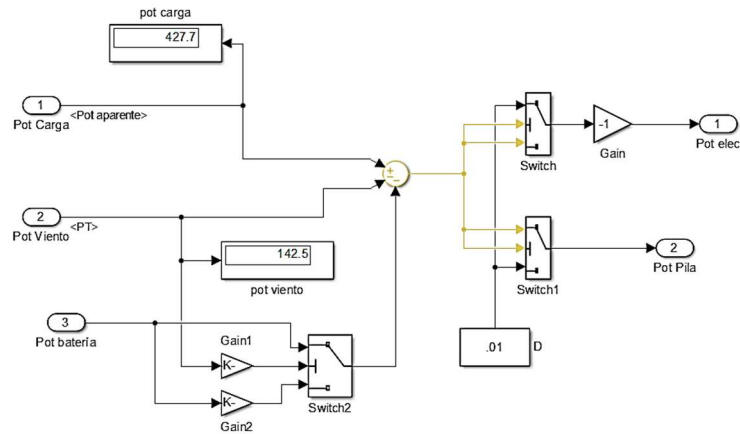 pot carga
427.7
1
<Pot aparente>
Pot Carga
-1
1
Switch
Gain
Pot elec
2
<PT>
Pot Viento
142.5
pot viento
2
Switch1
Pot Pila
3
Pot batería
Gain1
K-
.01
D
K-
Switch2
Gain2